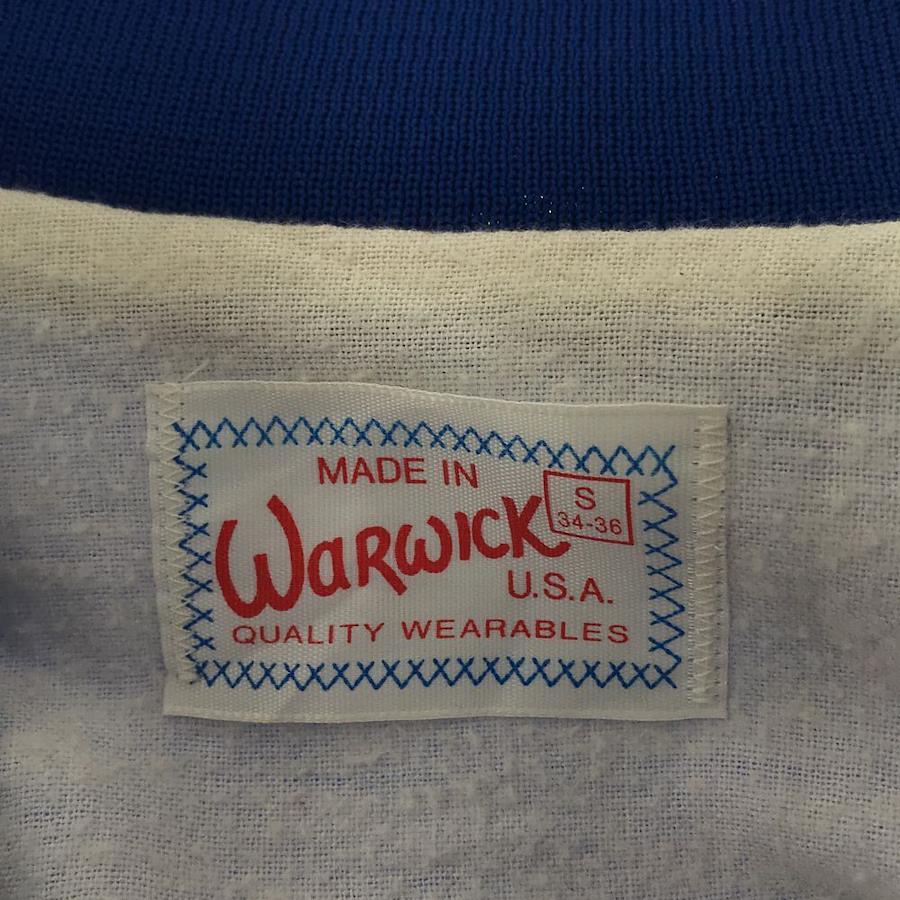 MADE IN
WARWICK
S
34-36
U.S.A.
QUALITY WEARABLES